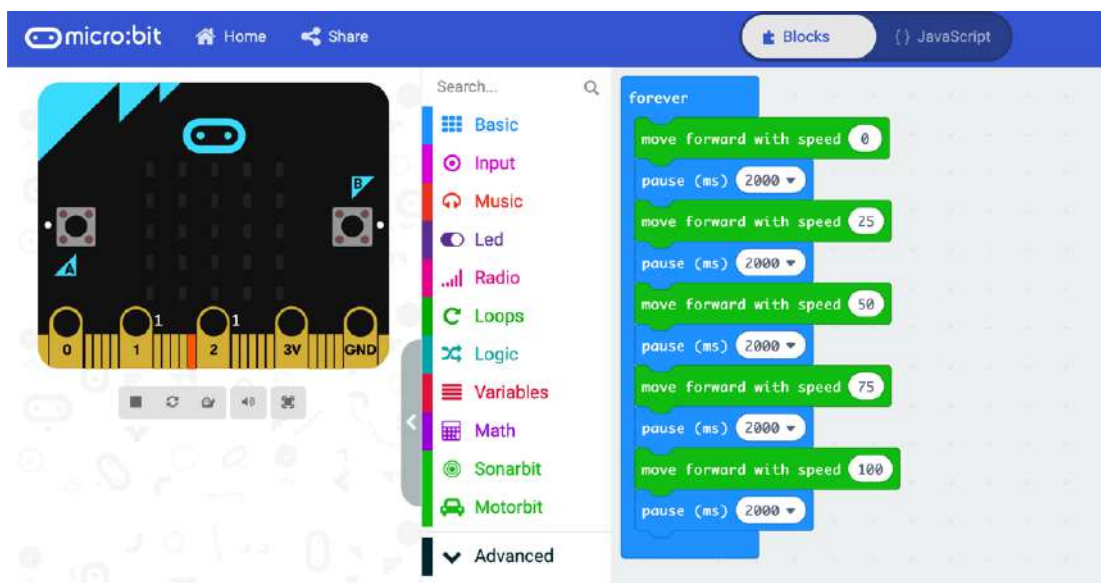 micro:bit Home Share Blocks {} JavaScript
Search...
Basic
Input
Music
Led
Radio
Loops
Logic
Variables
Math
Sonarbit
Motorbit
Advanced
B
A
1 1
0 1 2 3V GND
forever
move forward with speed 0
pause (ms) 2000
move forward with speed 25
pause (ms) 2000
move forward with speed 50
pause (ms) 2000
move forward with speed 75
pause (ms) 2000
move forward with speed 100
pause (ms) 2000